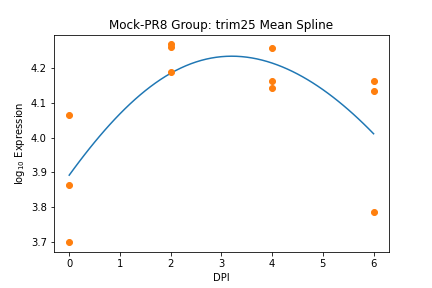 Mock-PR8 Group: trim25 Mean Spline
log₁₀ Expression
4.2
4.1
4.0
3.9
3.8
3.7
0 1 2 3 4 5 6
DPI